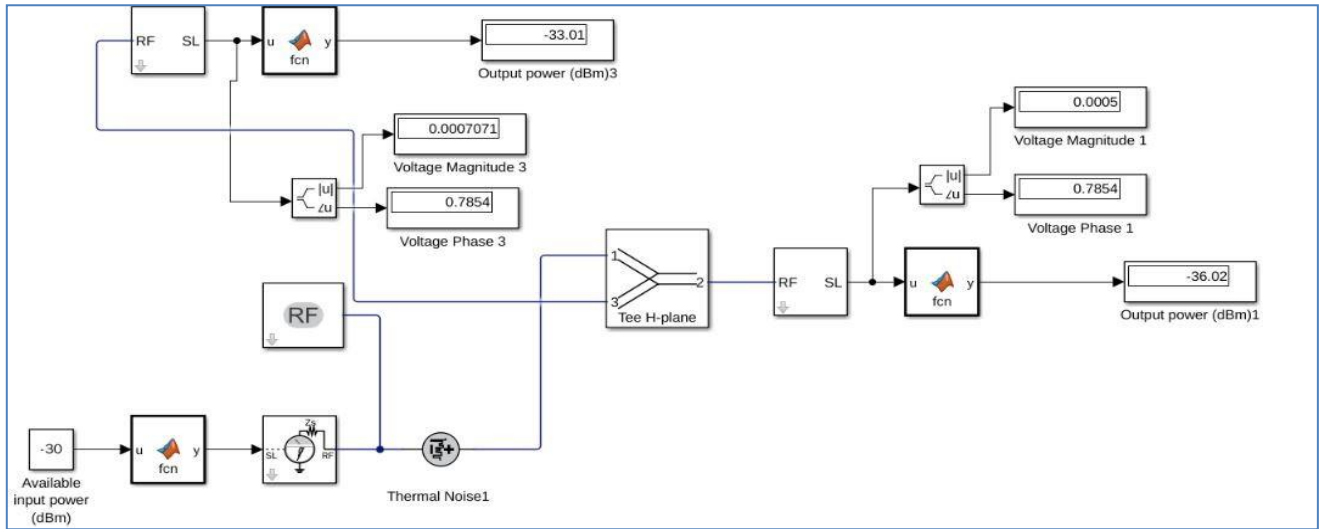 RF SL
u y
fcn
-33.01
Output power (dBm)3
0.0007071
Voltage Magnitude 3
|u|
∠u
0.7854
Voltage Phase 3
0.0005
Voltage Magnitude 1
|u|
∠u
0.7854
Voltage Phase 1
1
2
3
Tee H-plane
RF SL
u y
fcn
-36.02
Output power (dBm)1
RF
-30
Available
input power
(dBm)
u y
fcn
Zs
SL
RF
Thermal Noise1